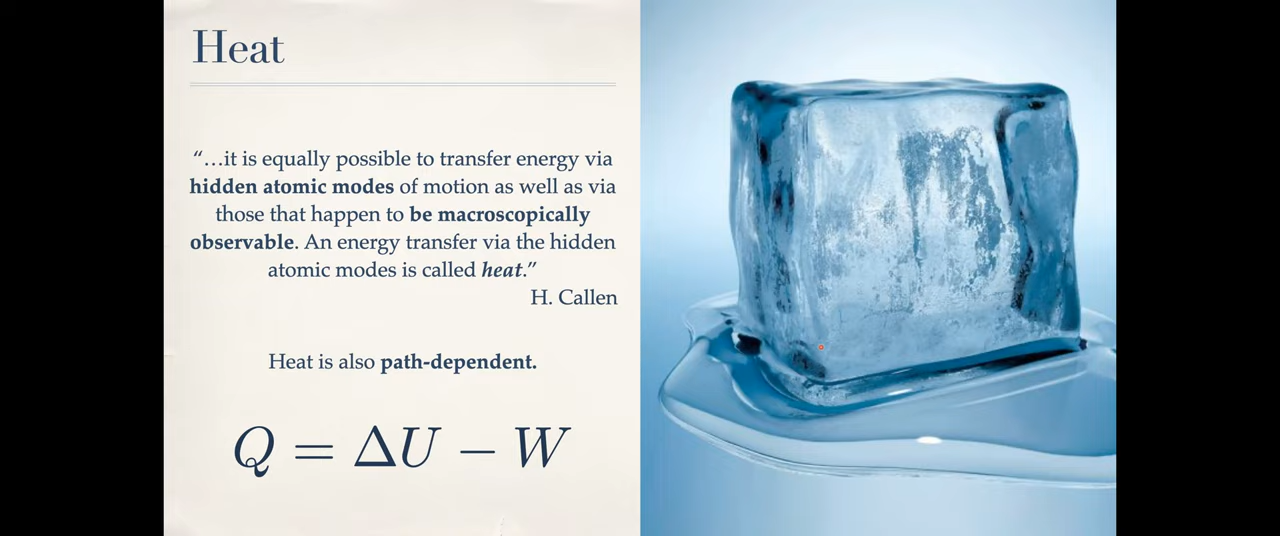 Heat
“…it is equally possible to transfer energy via
hidden atomic modes of motion as well as via
those that happen to be macroscopically
observable. An energy transfer via the hidden
atomic modes is called heat.”
H. Callen
Heat is also path-dependent.
Q = ΔU − W